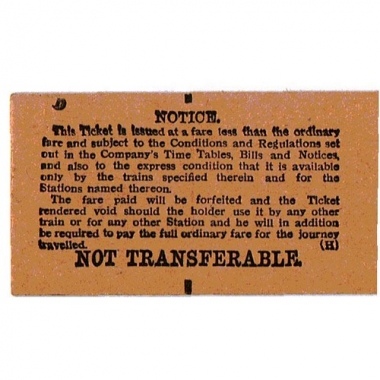 NOTICE.
This Ticket is issued at a fare less than the ordinary
fare and subject to the Conditions and Regulations set
out in the Company's Time Tables, Bills and Notices,
and also to the express condition that it is available
only by the trains specified therein and for the
Stations named thereon.
The fare paid will be forfeited and the Ticket
rendered void should the holder use it by any other
train or for any other Station and he will in addition
be required to pay the full ordinary fare for the journey
travelled. (H)
NOT TRANSFERABLE.